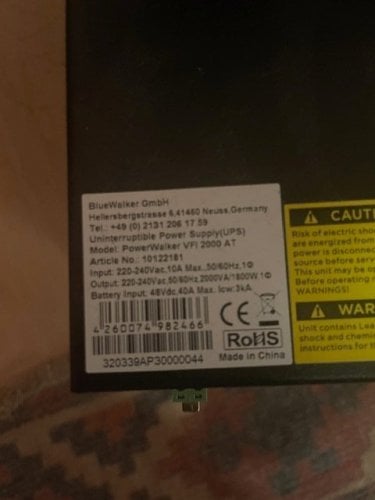 BlueWalker GmbH
Hellersbergstrasse 6,41460 Neuss,Germany
Tel.: +49 (0) 2131 206 17 59
Uninterruptible Power Supply(UPS)
Model: PowerWalker VFI 2000 AT
Article No.: 10122181
Input: 220-240Vac,10A Max.,50/60Hz,1Φ
Output: 220-240Vac,50/60Hz,2000VA/1800W 1Φ
Battery Input: 48Vdc,40A Max. Icw:3kA
4 260074 982466
CE
RoHS
320339AP30000044
Made in China
CAUT
Risk of electric sho
are energized from
power is disconnec
source before serv
This unit may be op
Before operating r
WARNINGS!
WAR
Unit contains Lea
shock and chemi
instructions for t